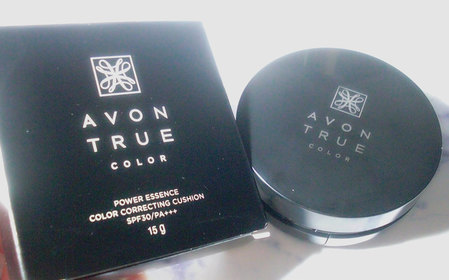 AVON
TRUE
COLOR
POWER ESSENCE
COLOR CORRECTING CUSHION
SPF30/PA+++
15 g
AVON
TRUE
COLOR